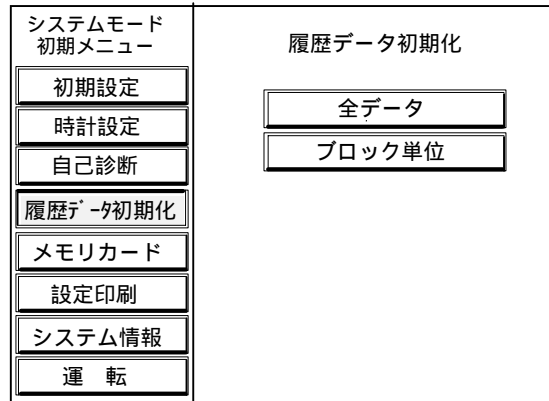 システムモード
初期メニュー
初期設定
時計設定
自己診断
履歴ﾃﾞｰﾀ初期化
メモリカード
設定印刷
システム情報
運　転
履歴データ初期化
全データ
ブロック単位